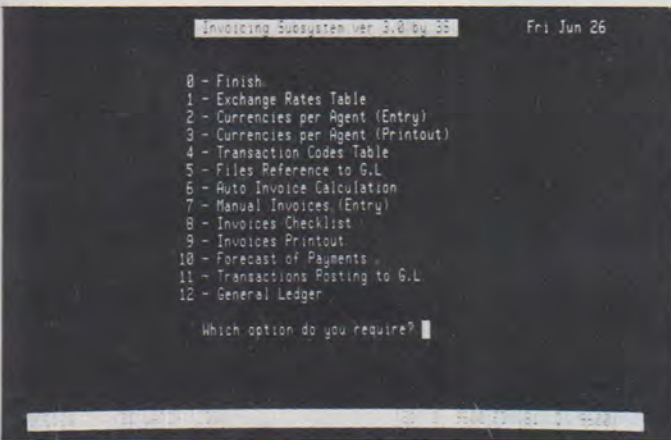 Invoicing Subsystem ver 3.0 by 3S
Fri Jun 26
0 - Finish
1 - Exchange Rates Table
2 - Currencies per Agent (Entry)
3 - Currencies per Agent (Printout)
4 - Transaction Codes Table
5 - Files Reference to G.L
6 - Auto Invoice Calculation
7 - Manual Invoices (Entry)
8 - Invoices Checklist
9 - Invoices Printout
10 - Forecast of Payments
11 - Transactions Posting to G.L
12 - General Ledger
Which option do you require?